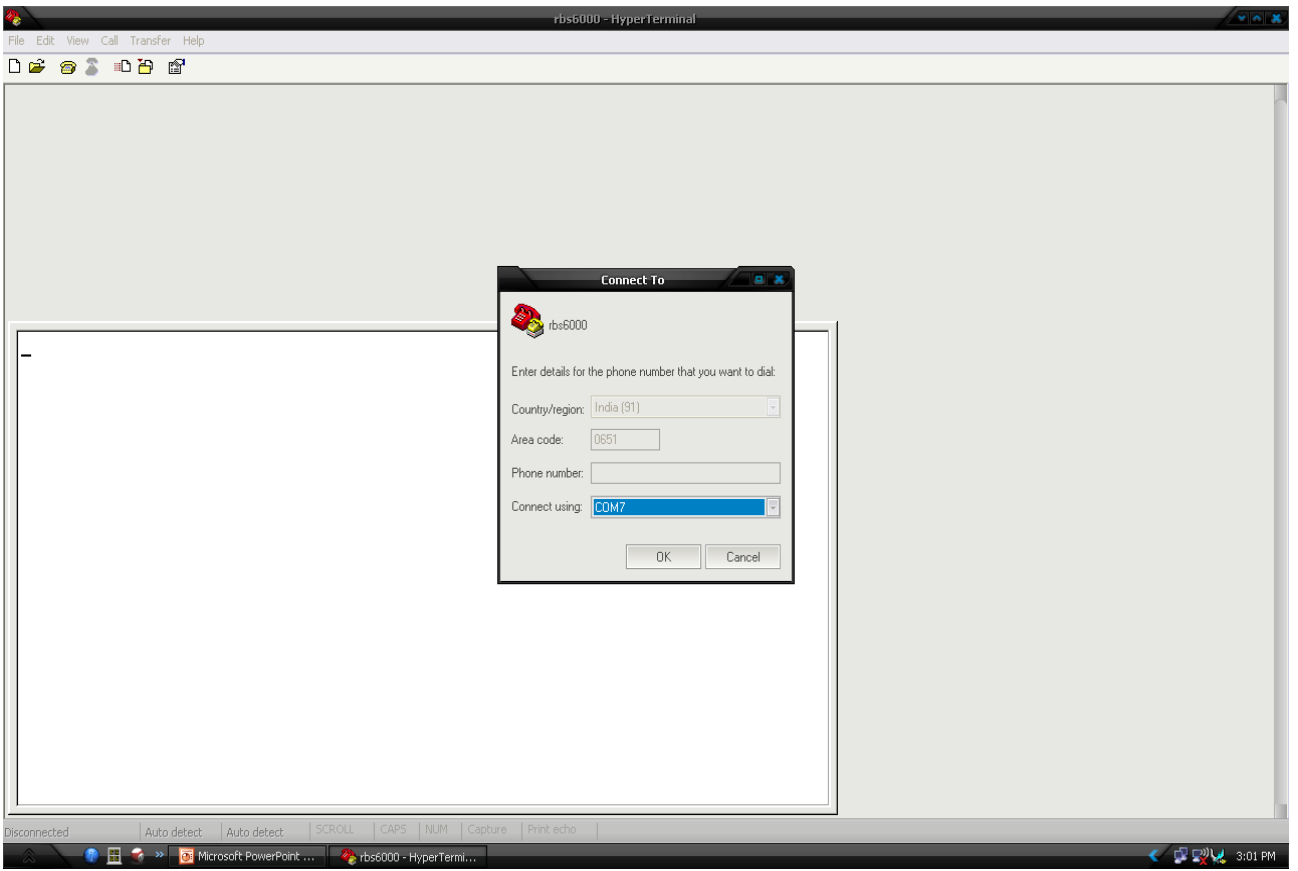 rbs6000 - HyperTerminal
File Edit View Call Transfer Help
Connect To
rbs6000
Enter details for the phone number that you want to dial:
Country/region: India (91)
Area code: 0651
Phone number:
Connect using: COM7
OK Cancel
Disconnected Auto detect Auto detect SCROLL CAPS NUM Capture Print echo
» Microsoft PowerPoint ... rbs6000 - HyperTermi... 3:01 PM